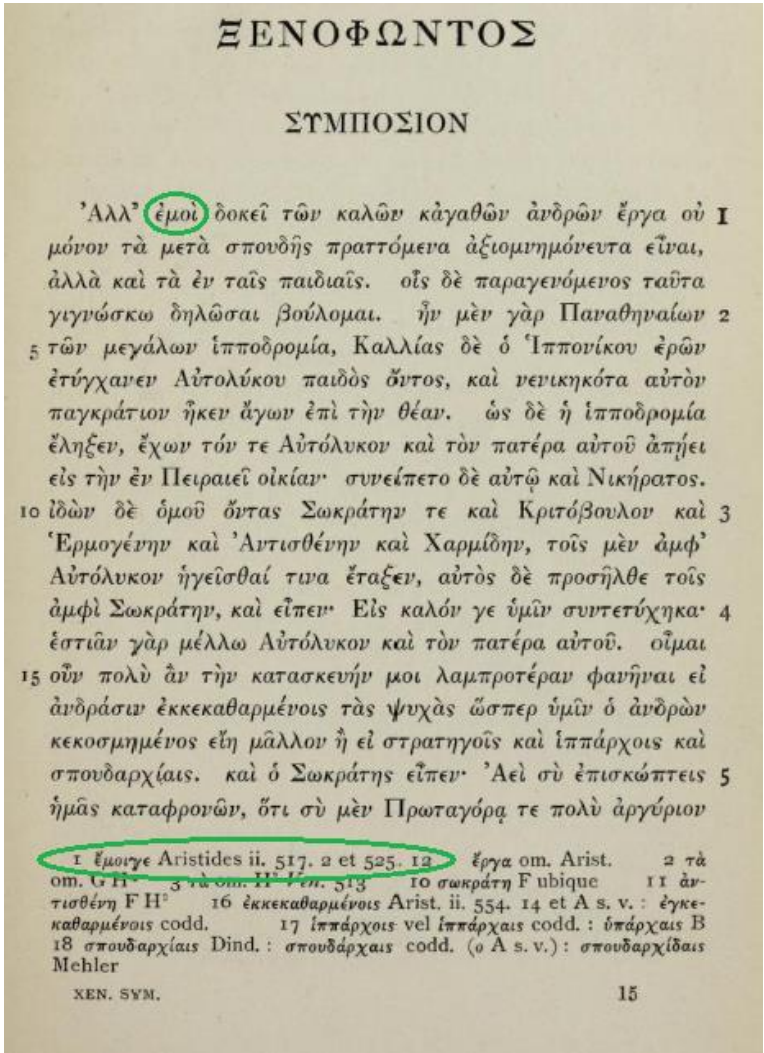 ΞΕΝΟΦΩΝΤΟΣ
ΣΥΜΠΟΣΙΟΝ
Ἀλλ’ ἐμοὶ δοκεῖ τῶν καλῶν κἀγαθῶν ἀνδρῶν ἔργα οὐ I
μόνον τὰ μετὰ σπουδῆς πραττόμενα ἀξιομνημόνευτα εἶναι,
ἀλλὰ καὶ τὰ ἐν ταῖς παιδιαῖς. οἷς δὲ παραγενόμενος ταῦτα
γιγνώσκω δηλῶσαι βούλομαι. ἦν μὲν γὰρ Παναθηναίων 2
5 τῶν μεγάλων ἱπποδρομία, Καλλίας δὲ ὁ Ἱππονίκου ἐρῶν
ἐτύγχανεν Αὐτολύκου παιδὸς ὄντος, καὶ νενικηκότα αὐτὸν
παγκράτιον ἧκεν ἄγων ἐπὶ τὴν θέαν. ὡς δὲ ἡ ἱπποδρομία
ἔληξεν, ἔχων τόν τε Αὐτόλυκον καὶ τὸν πατέρα αὐτοῦ ἀπῄει
εἰς τὴν ἐν Πειραιεῖ οἰκίαν· συνείπετο δὲ αὐτῷ καὶ Νικήρατος.
10 ἰδὼν δὲ ὁμοῦ ὄντας Σωκράτην τε καὶ Κριτόβουλον καὶ 3
Ἑρμογένην καὶ Ἀντισθένην καὶ Χαρμίδην, τοῖς μὲν ἀμφ’
Αὐτόλυκον ἡγεῖσθαί τινα ἔταξεν, αὐτὸς δὲ προσῆλθε τοῖς
ἀμφὶ Σωκράτην, καὶ εἶπεν· Εἰς καλόν γε ὑμῖν συντετύχηκα· 4
ἑστιᾶν γὰρ μέλλω Αὐτόλυκον καὶ τὸν πατέρα αὐτοῦ. οἶμαι
15 οὖν πολὺ ἂν τὴν κατασκευήν μοι λαμπροτέραν φανῆναι εἰ
ἀνδράσιν ἐκκεκαθαρμένοις τὰς ψυχὰς ὥσπερ ὑμῖν ὁ ἀνδρὼν
κεκοσμημένος εἴη μᾶλλον ἢ εἰ στρατηγοῖς καὶ ἱππάρχοις καὶ
σπουδαρχίαις. καὶ ὁ Σωκράτης εἶπεν· Ἀεὶ σὺ ἐπισκώπτεις 5
ἡμᾶς καταφρονῶν, ὅτι σὺ μὲν Πρωταγόρᾳ τε πολὺ ἀργύριον
1 ἔμοιγε Aristides ii. 517. 2 et 525. 12 ἔργα om. Arist. 2 τὰ
om. G H² 3 τὰ om. H² Ven. 513 10 σωκράτη F ubique 11 ἀν-
τισθένη F H² 16 ἐκκεκαθαρμένοις Arist. ii. 554. 14 et A s. v. : ἐγκε-
καθαρμένοις codd. 17 ἱππάρχοις vel ἱππάρχαις codd. : ὑπάρχαις B
18 σπουδαρχίαις Dind. : σπουδάρχαις codd. (ο A s. v.) : σπουδαρχίδαις
Mehler
XEN. SYM. 15